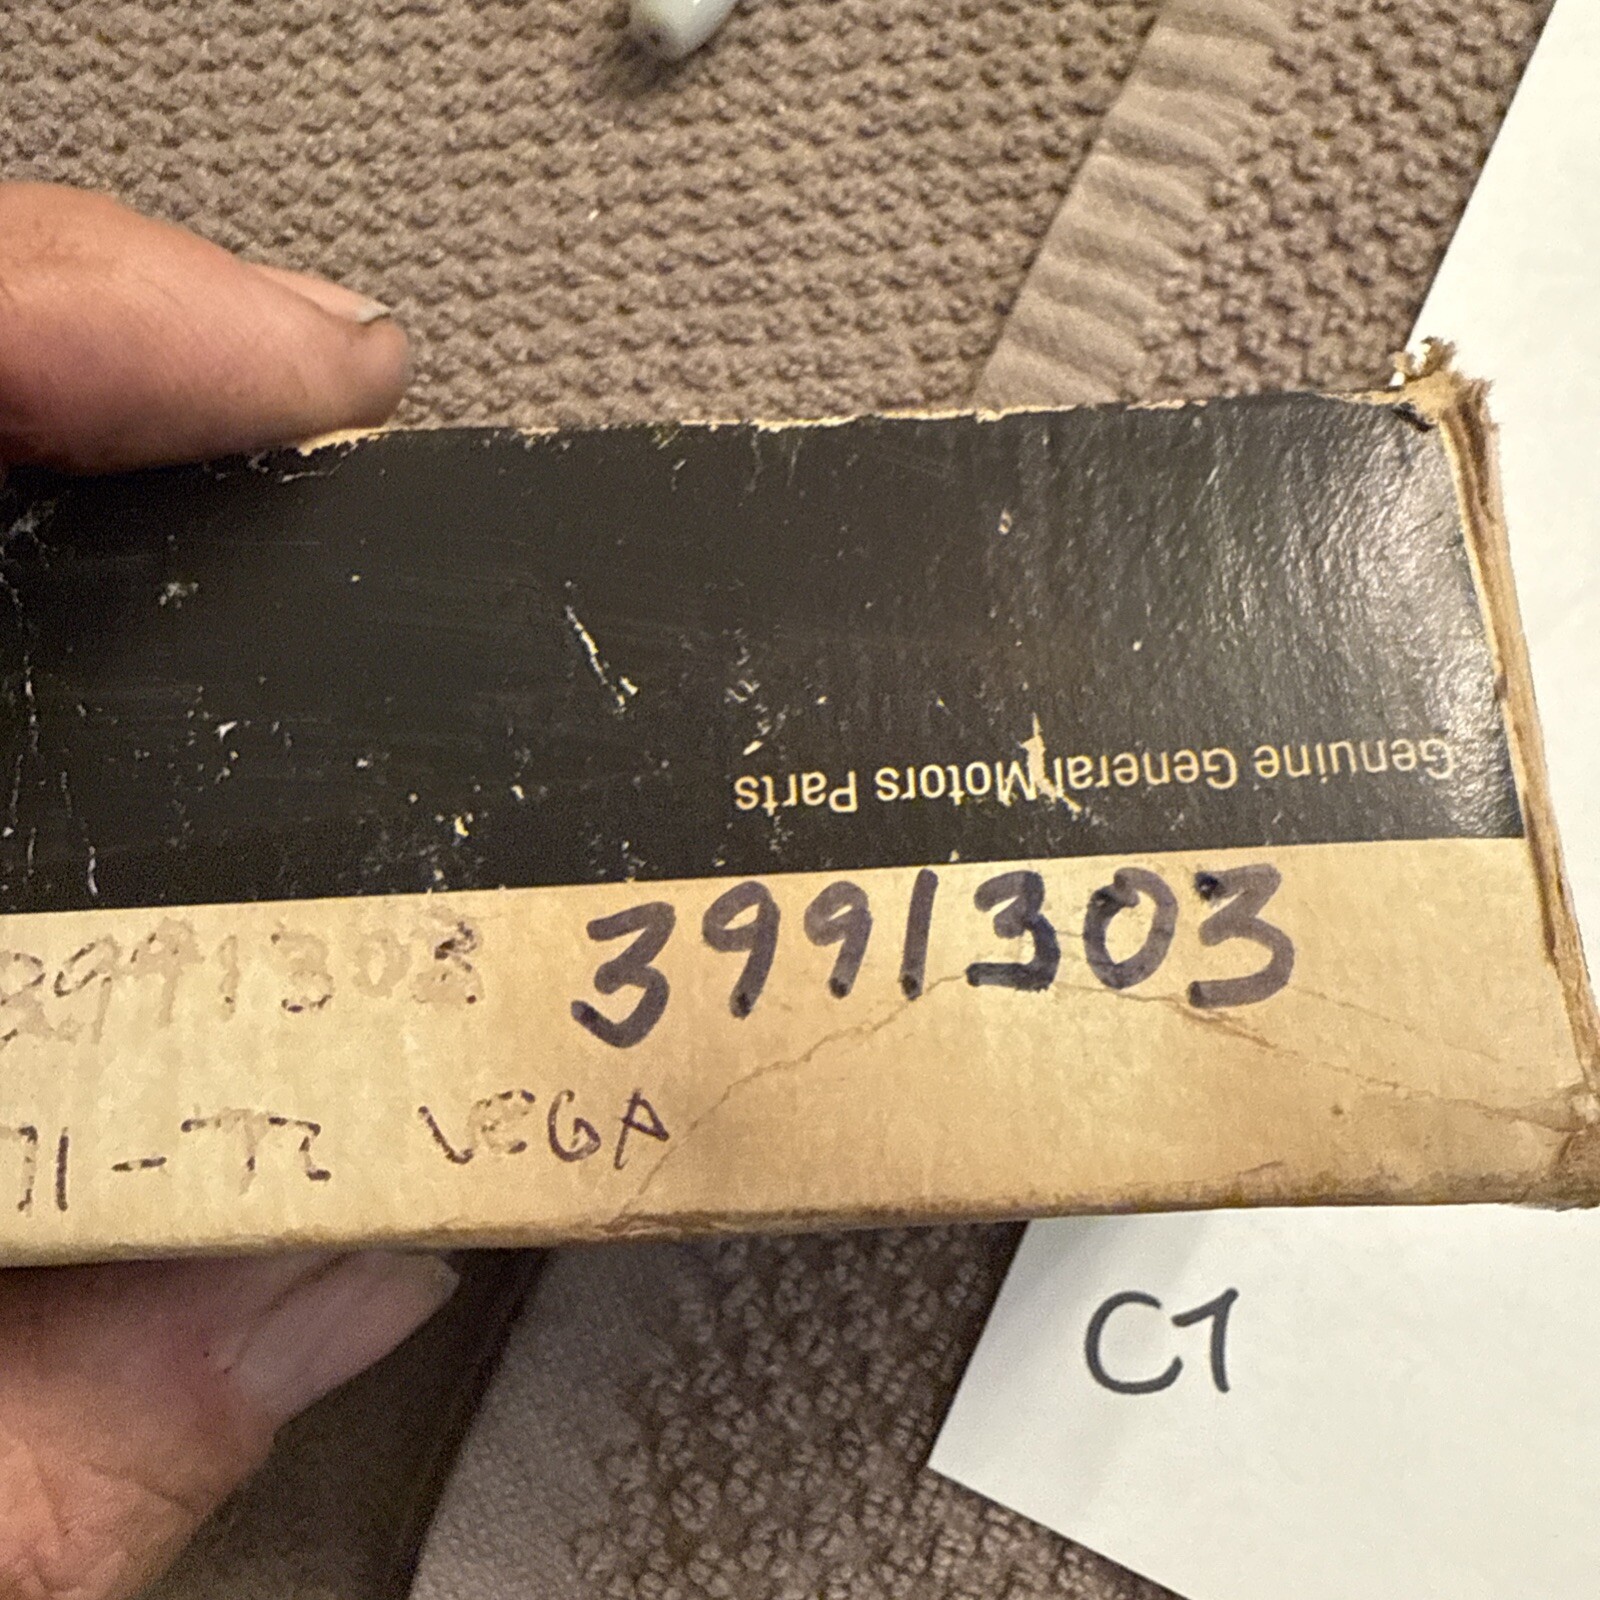 Genuine General Motors Parts
3991303 3991303
71-72 VEGA
C1